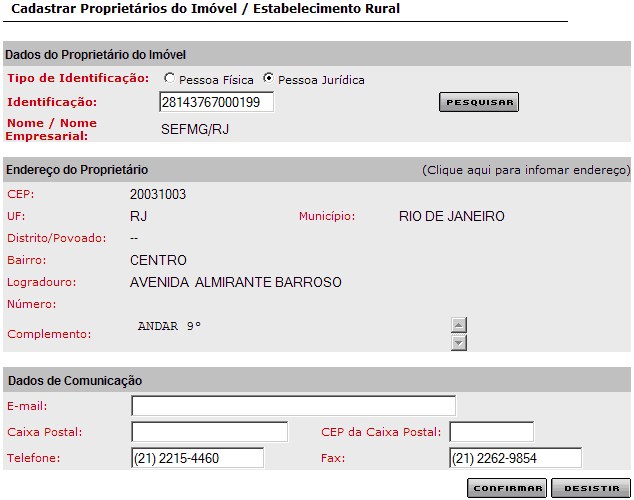 Cadastrar Proprietários do Imóvel / Estabelecimento Rural
Dados do Proprietário do Imóvel
Tipo de Identificação: Pessoa Física Pessoa Jurídica
Identificação: 28143767000199 PESQUISAR
Nome / Nome
Empresarial: SEFMG/RJ
Endereço do Proprietário (Clique aqui para infomar endereço)
CEP: 20031003
UF: RJ Município: RIO DE JANEIRO
Distrito/Povoado: --
Bairro: CENTRO
Logradouro: AVENIDA ALMIRANTE BARROSO
Número:
Complemento: ANDAR 9º
Dados de Comunicação
E-mail:
Caixa Postal: CEP da Caixa Postal:
Telefone: (21) 2215-4460 Fax: (21) 2262-9854
CONFIRMAR DESISTIR